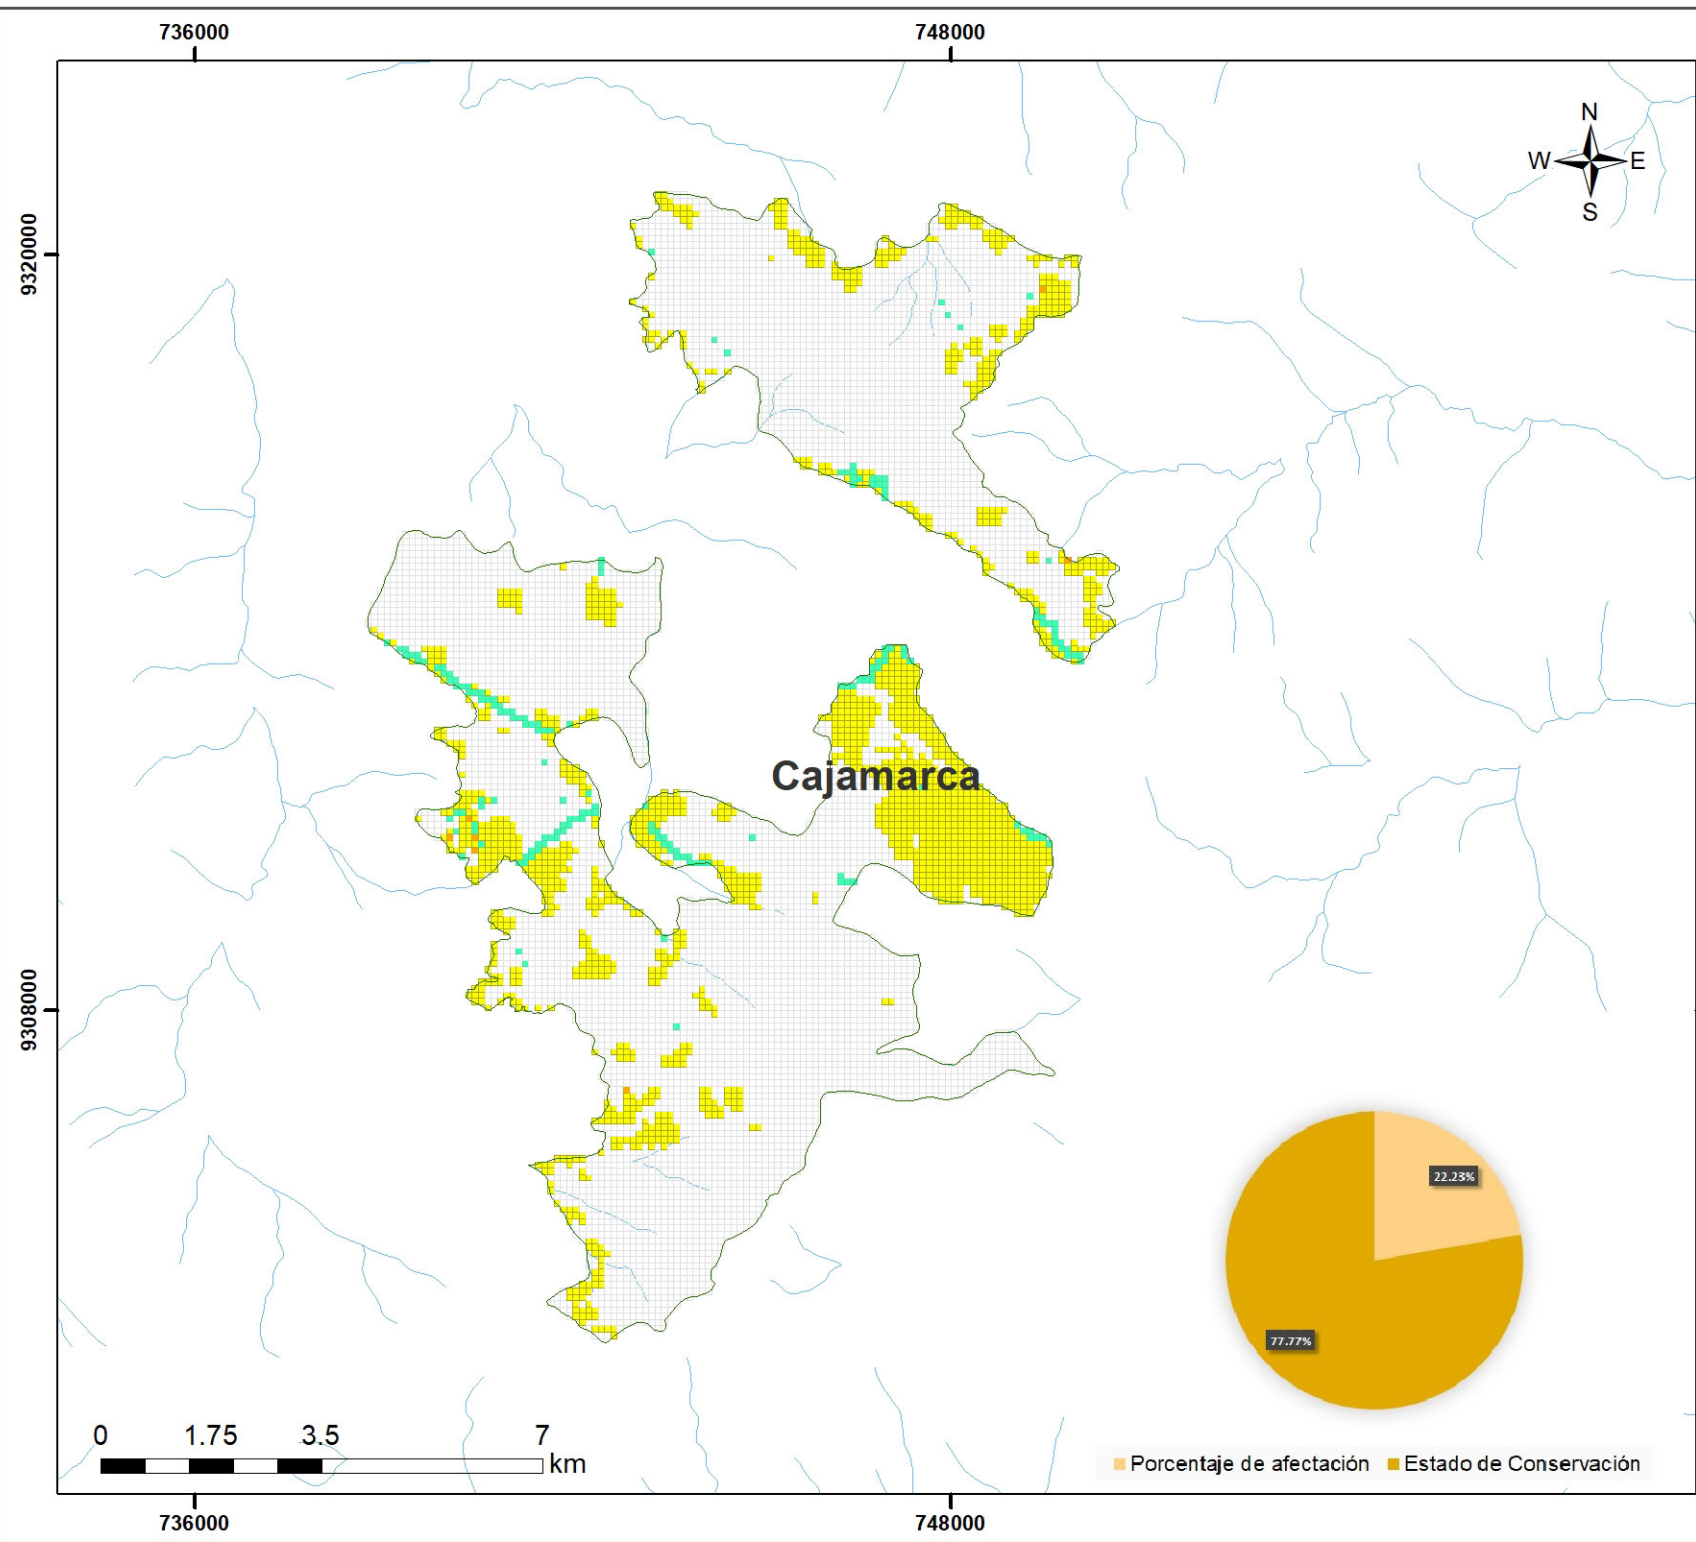 736000 748000
N
W E
S
9320000
Cajamarca
9308000
22.23%
77.77%
0 1.75 3.5 7
km
Porcentaje de afectación Estado de Conservación
736000 748000